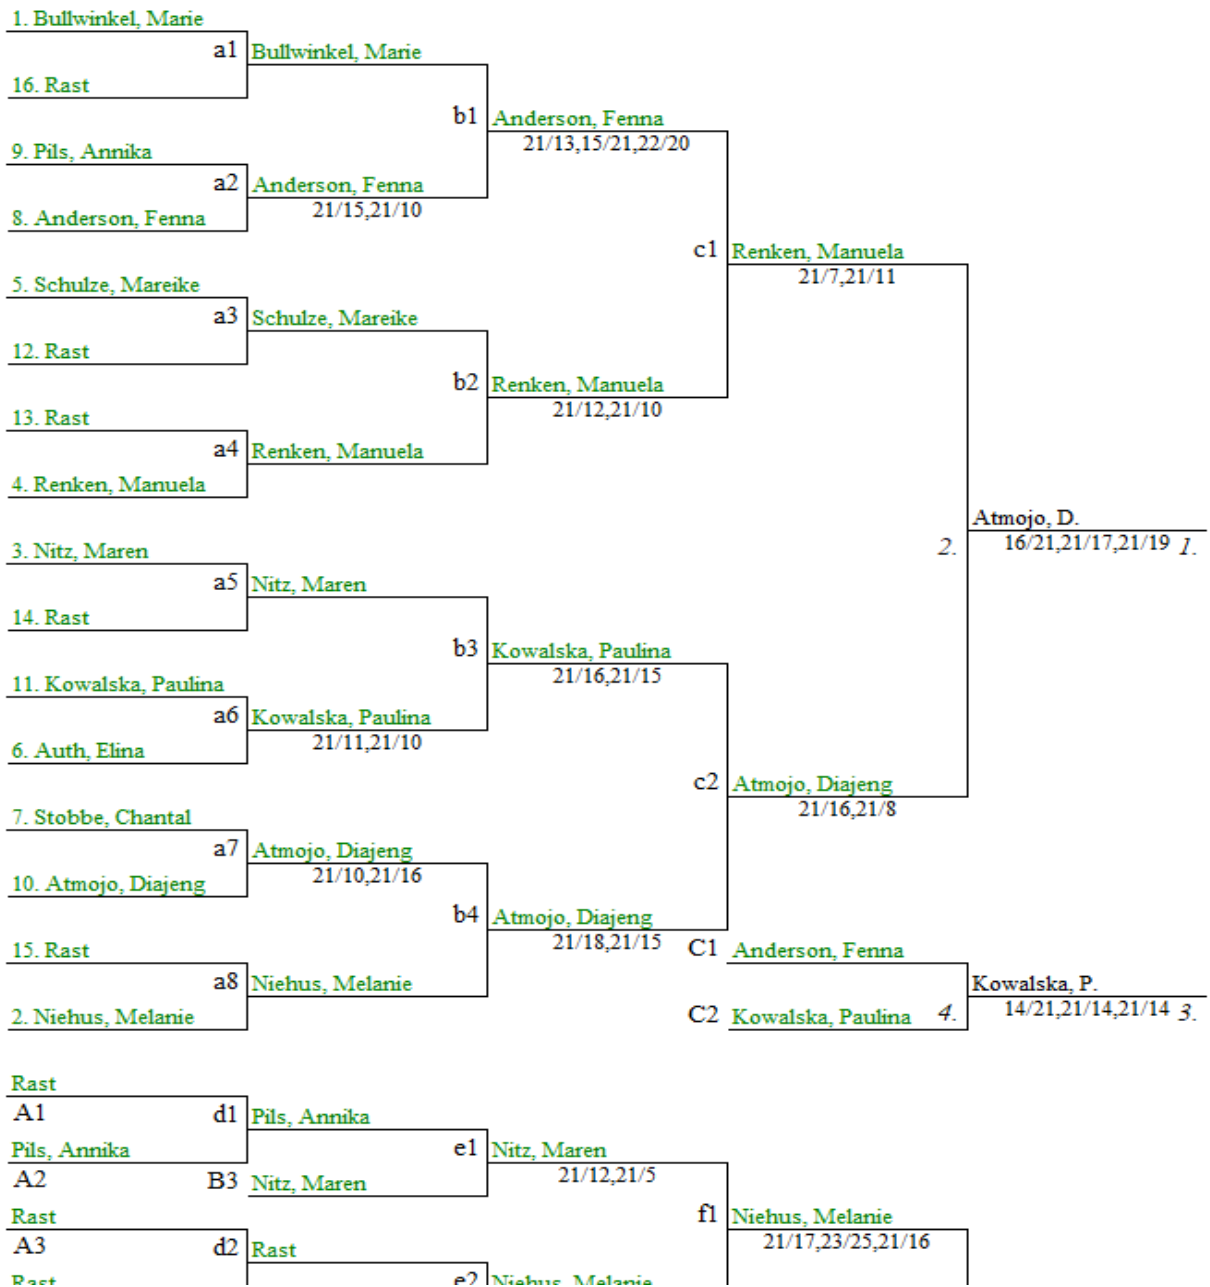 1. Bullwinkel, Marie
a1 Bullwinkel, Marie
16. Rast
b1 Anderson, Fenna
21/13,15/21,22/20
9. Pils, Annika
a2 Anderson, Fenna
21/15,21/10
8. Anderson, Fenna
c1 Renken, Manuela
21/7,21/11
5. Schulze, Mareike
a3 Schulze, Mareike
12. Rast
b2 Renken, Manuela
21/12,21/10
13. Rast
a4 Renken, Manuela
4. Renken, Manuela
Atmojo, D.
2. 16/21,21/17,21/19 1.
3. Nitz, Maren
a5 Nitz, Maren
14. Rast
b3 Kowalska, Paulina
21/16,21/15
11. Kowalska, Paulina
a6 Kowalska, Paulina
21/11,21/10
6. Auth, Elina
c2 Atmojo, Diajeng
21/16,21/8
7. Stobbe, Chantal
a7 Atmojo, Diajeng
21/10,21/16
10. Atmojo, Diajeng
b4 Atmojo, Diajeng
21/18,21/15
15. Rast
C1 Anderson, Fenna
a8 Niehus, Melanie
Kowalska, P.
14/21,21/14,21/14 3.
2. Niehus, Melanie
C2 Kowalska, Paulina 4.
Rast
A1 d1 Pils, Annika
Pils, Annika
e1 Nitz, Maren
21/12,21/5
A2 B3 Nitz, Maren
Rast
f1 Niehus, Melanie
21/17,23/25,21/16
A3 d2 Rast
Rast
e2 Niehus, Melanie